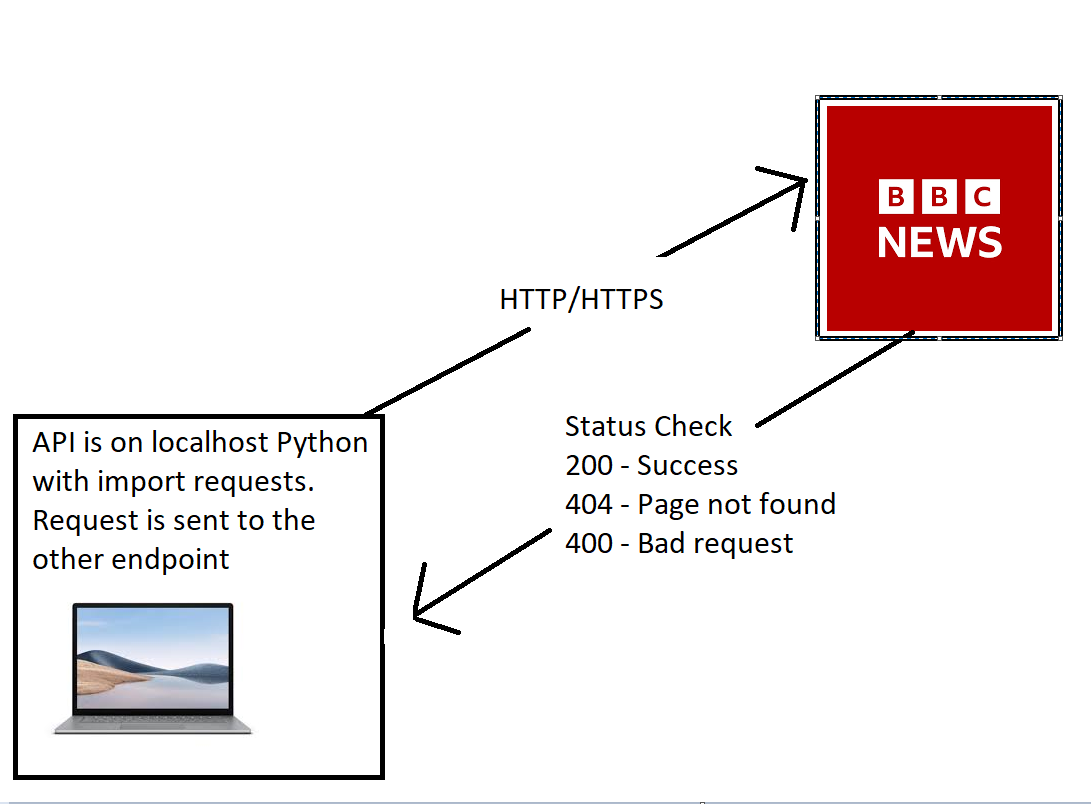 BBC
NEWS
HTTP/HTTPS
Status Check
200 - Success
404 - Page not found
400 - Bad request
API is on localhost Python
with import requests.
Request is sent to the
other endpoint